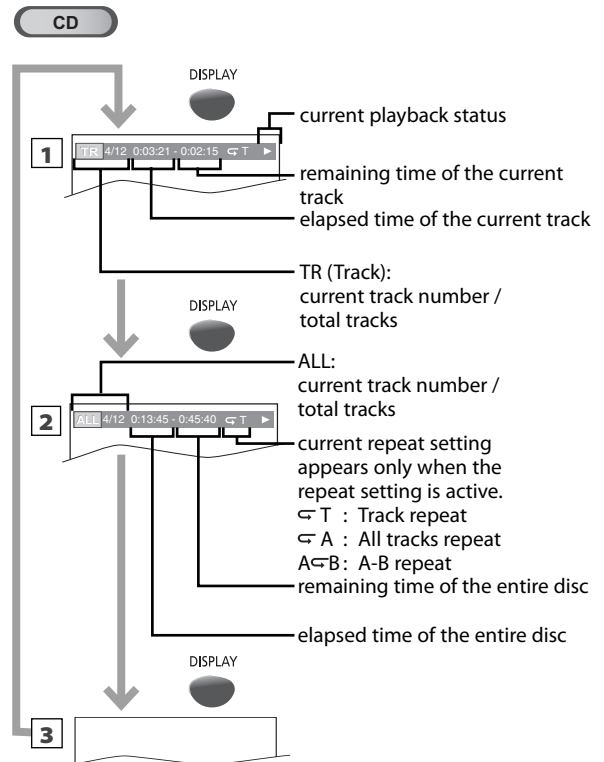 CD
DISPLAY
current playback status
1
TR 4/12 0:03:21 - 0:02:15 T
remaining time of the current
track
elapsed time of the current track
TR (Track):
current track number /
total tracks
DISPLAY
ALL:
current track number /
total tracks
2
ALL 4/12 0:13:45 - 0:45:40 T
current repeat setting
appears only when the
repeat setting is active.
T : Track repeat
A : All tracks repeat
A B : A-B repeat
remaining time of the entire disc
elapsed time of the entire disc
DISPLAY
3